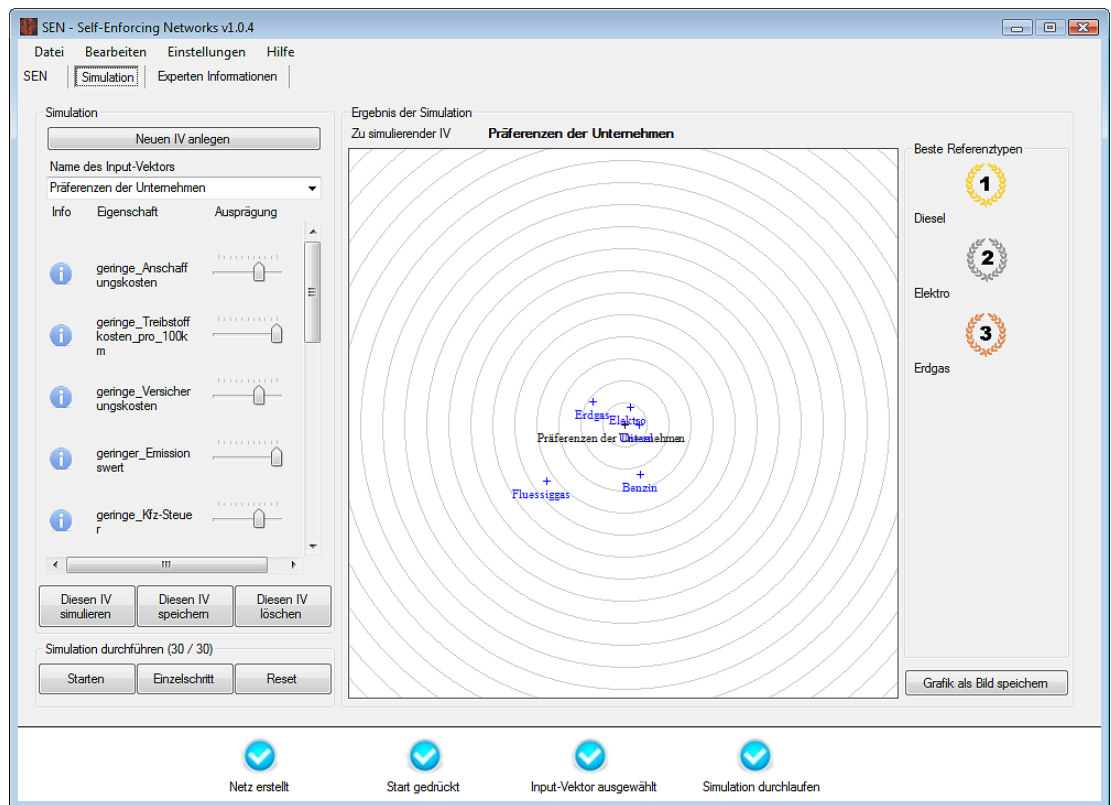 SEN - Self-Enforcing Networks v1.0.4
Datei Bearbeiten Einstellungen Hilfe
SEN Simulation Experten Informationen
Simulation
Neuen IV anlegen
Name des Input-Vektors
Präferenzen der Unternehmen
Info Eigenschaft Ausprägung
geringe_Anschaff
ungskosten
geringe_Treibstoff
kosten_pro_100k
m
geringe_Versicher
ungskosten
geringer_Emission
swert
geringe_Kfz-Steue
r
Diesen IV
simulieren
Diesen IV
speichern
Diesen IV
löschen
Simulation durchführen (30 / 30)
Starten Einzelschritt Reset
Ergebnis der Simulation
Zu simulierender IV Präferenzen der Unternehmen
Erdgas
Elektro
Präferenzen der Unternehmen
Diesel
Fluessiggas
Benzin
Beste Referenztypen
1
Diesel
2
Elektro
3
Erdgas
Grafik als Bild speichern
Netz erstellt Start gedrückt Input-Vektor ausgewählt Simulation durchlaufen